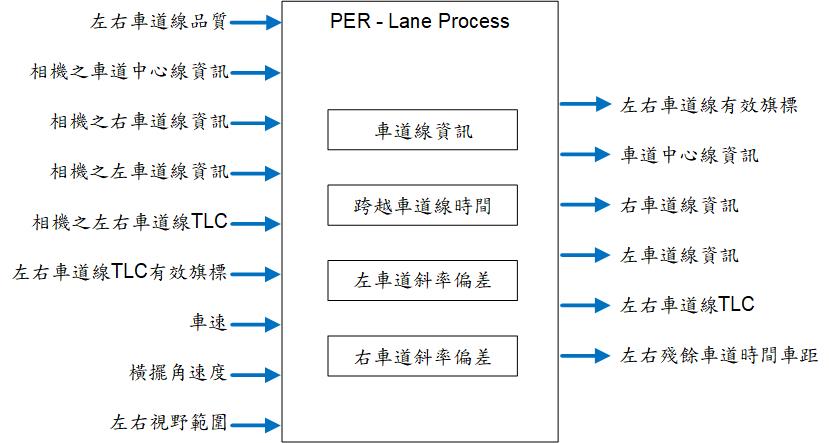 左右車道線品質
相機之車道中心線資訊
相機之右車道線資訊
相機之左車道線資訊
相機之左右車道線TLC
左右車道線TLC有效旗標
車速
橫擺角速度
左右視野範圍
PER - Lane Process
車道線資訊
跨越車道線時間
左車道斜率偏差
右車道斜率偏差
左右車道線有效旗標
車道中心線資訊
右車道線資訊
左車道線資訊
左右車道線TLC
左右殘餘車道時間車距